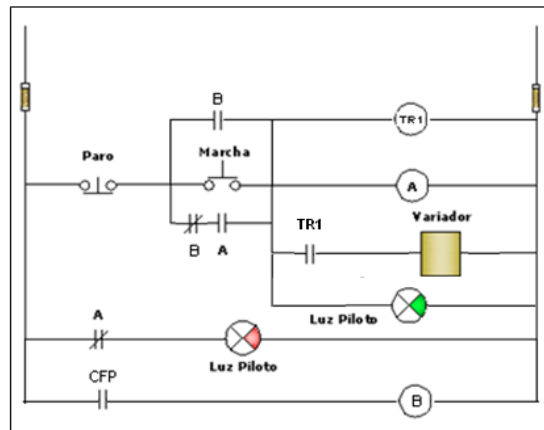 B
TR1
Paro
Marcha
A
B
A
TR1
Variador
Luz Piloto
A
Luz Piloto
CFP
B